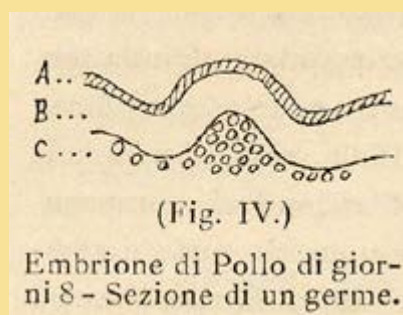 A..
B...
C...
(Fig. IV.)
Embrione di Pollo di gior-
ni 8 - Sezione di un germe.